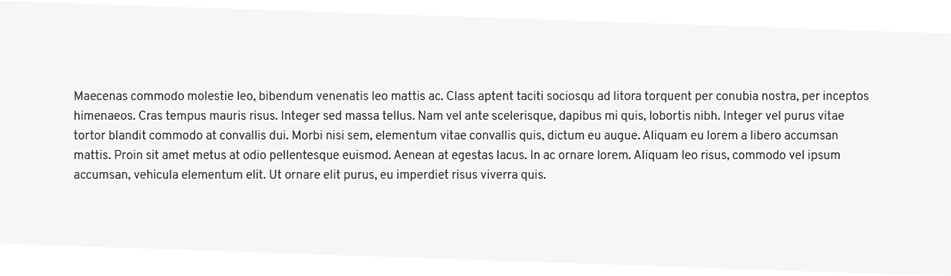 Maecenas commodo molestie leo, bibendum venenatis leo mattis ac. Class aptent taciti sociosqu ad litora torquent per conubia nostra, per inceptos
himenaeos. Cras tempus mauris risus. Integer sed massa tellus. Nam vel ante scelerisque, dapibus mi quis, lobortis nibh. Integer vel purus vitae
tortor blandit commodo at convallis dui. Morbi nisi sem, elementum vitae convallis quis, dictum eu augue. Aliquam eu lorem a libero accumsan
mattis. Proin sit amet metus at odio pellentesque euismod. Aenean at egestas lacus. In ac ornare lorem. Aliquam leo risus, commodo vel ipsum
accumsan, vehicula elementum elit. Ut ornare elit purus, eu imperdiet risus viverra quis.